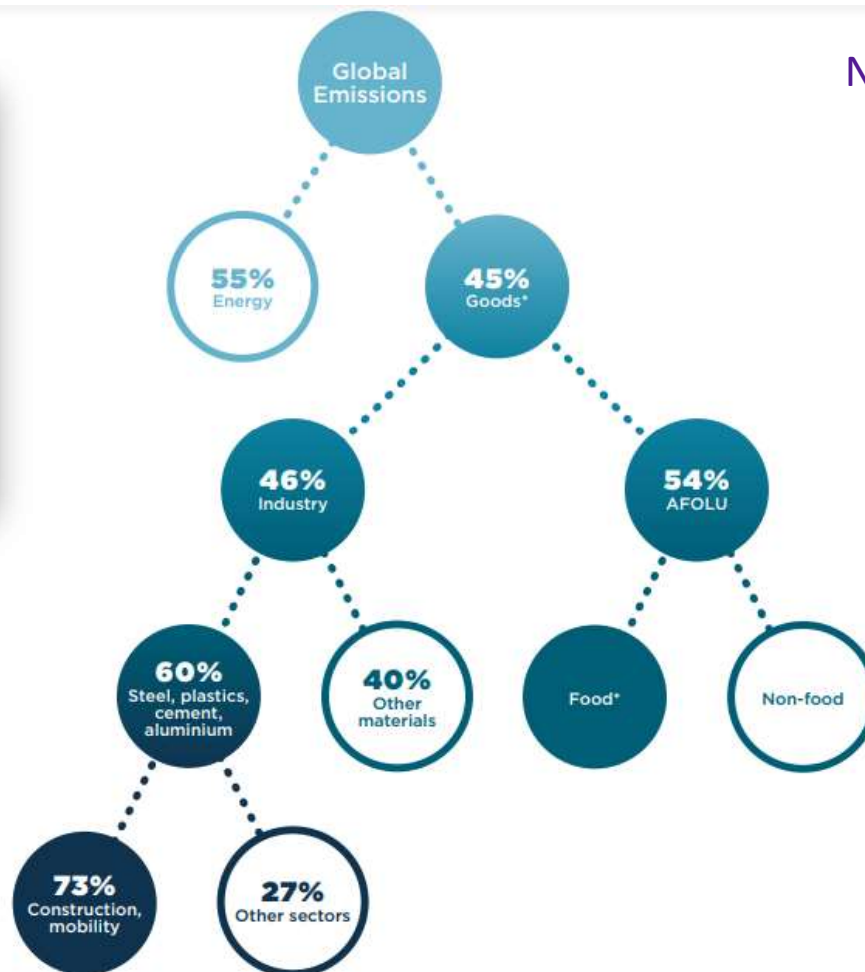 Global
Emissions
N
55%
Energy
45%
Goods*
46%
Industry
54%
AFOLU
60%
Steel, plastics,
cement,
aluminium
40%
Other
materials
Food*
Non-food
73%
Construction,
mobility
27%
Other sectors